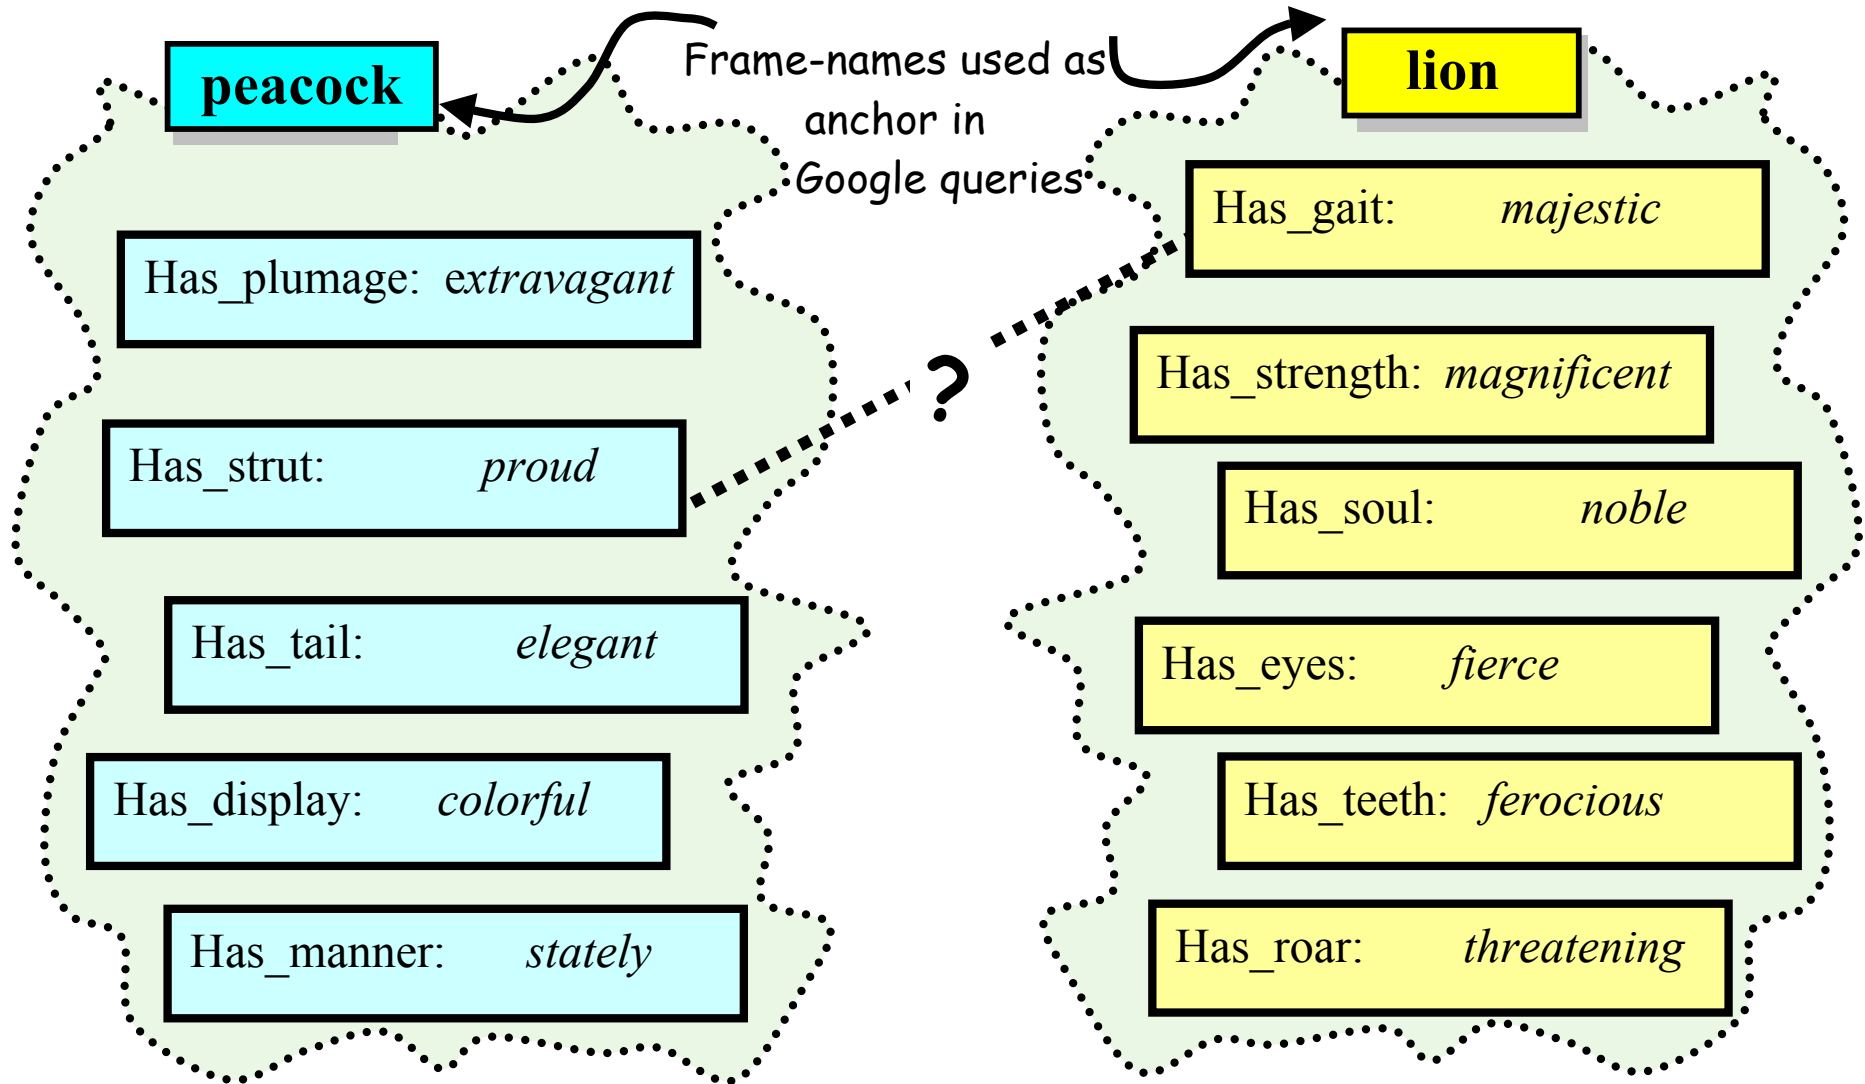 peacock
Frame-names used as
anchor in
Google queries
lion
Has_plumage: extravagant
Has_strut: proud
Has_tail: elegant
Has_display: colorful
Has_manner: stately
?
Has_gait: majestic
Has_strength: magnificent
Has_soul: noble
Has_eyes: fierce
Has_teeth: ferocious
Has_roar: threatening